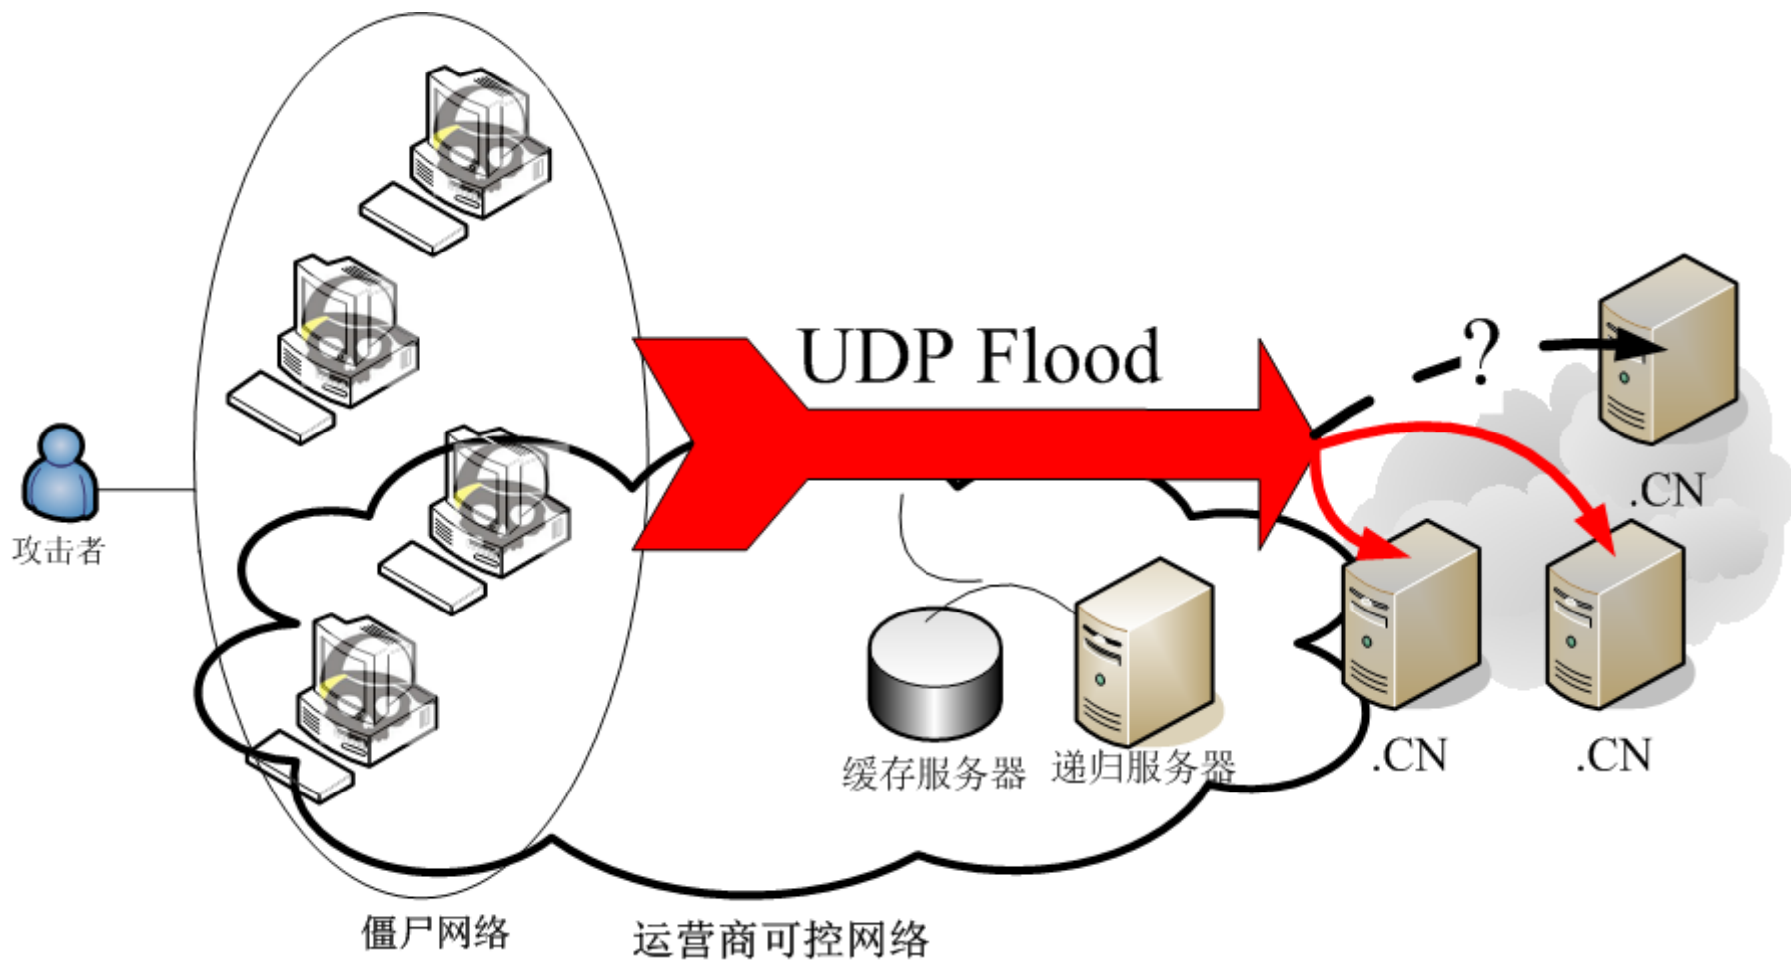 UDP Flood
?
.CN
攻击者
缓存服务器
递归服务器
.CN
.CN
僵尸网络
运营商可控网络